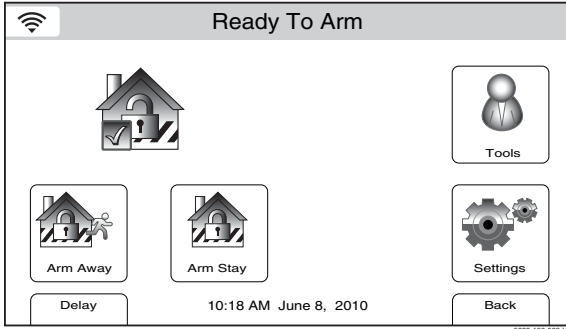 Ready To Arm
Tools
Arm Away
Arm Stay
Settings
Delay
10:18 AM June 8, 2010
Back